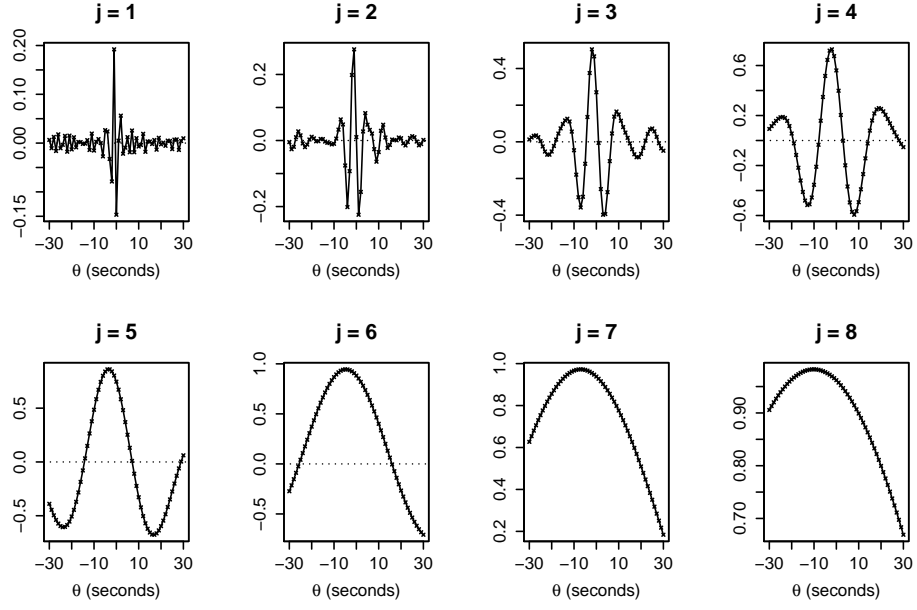 j = 1
0.20
0.10
0.00
−0.15
−30 −10 10 30
θ (seconds)
j = 2
0.2
0.0
−0.2
−30 −10 10 30
θ (seconds)
j = 3
0.4
0.0
−0.4
−30 −10 10 30
θ (seconds)
j = 4
0.6
0.2
−0.2
−0.6
−30 −10 10 30
θ (seconds)
j = 5
0.5
0.0
−0.5
−30 −10 10 30
θ (seconds)
j = 6
1.0
0.5
0.0
−0.5
−30 −10 10 30
θ (seconds)
j = 7
1.0
0.8
0.6
0.4
0.2
−30 −10 10 30
θ (seconds)
j = 8
0.90
0.80
0.70
−30 −10 10 30
θ (seconds)